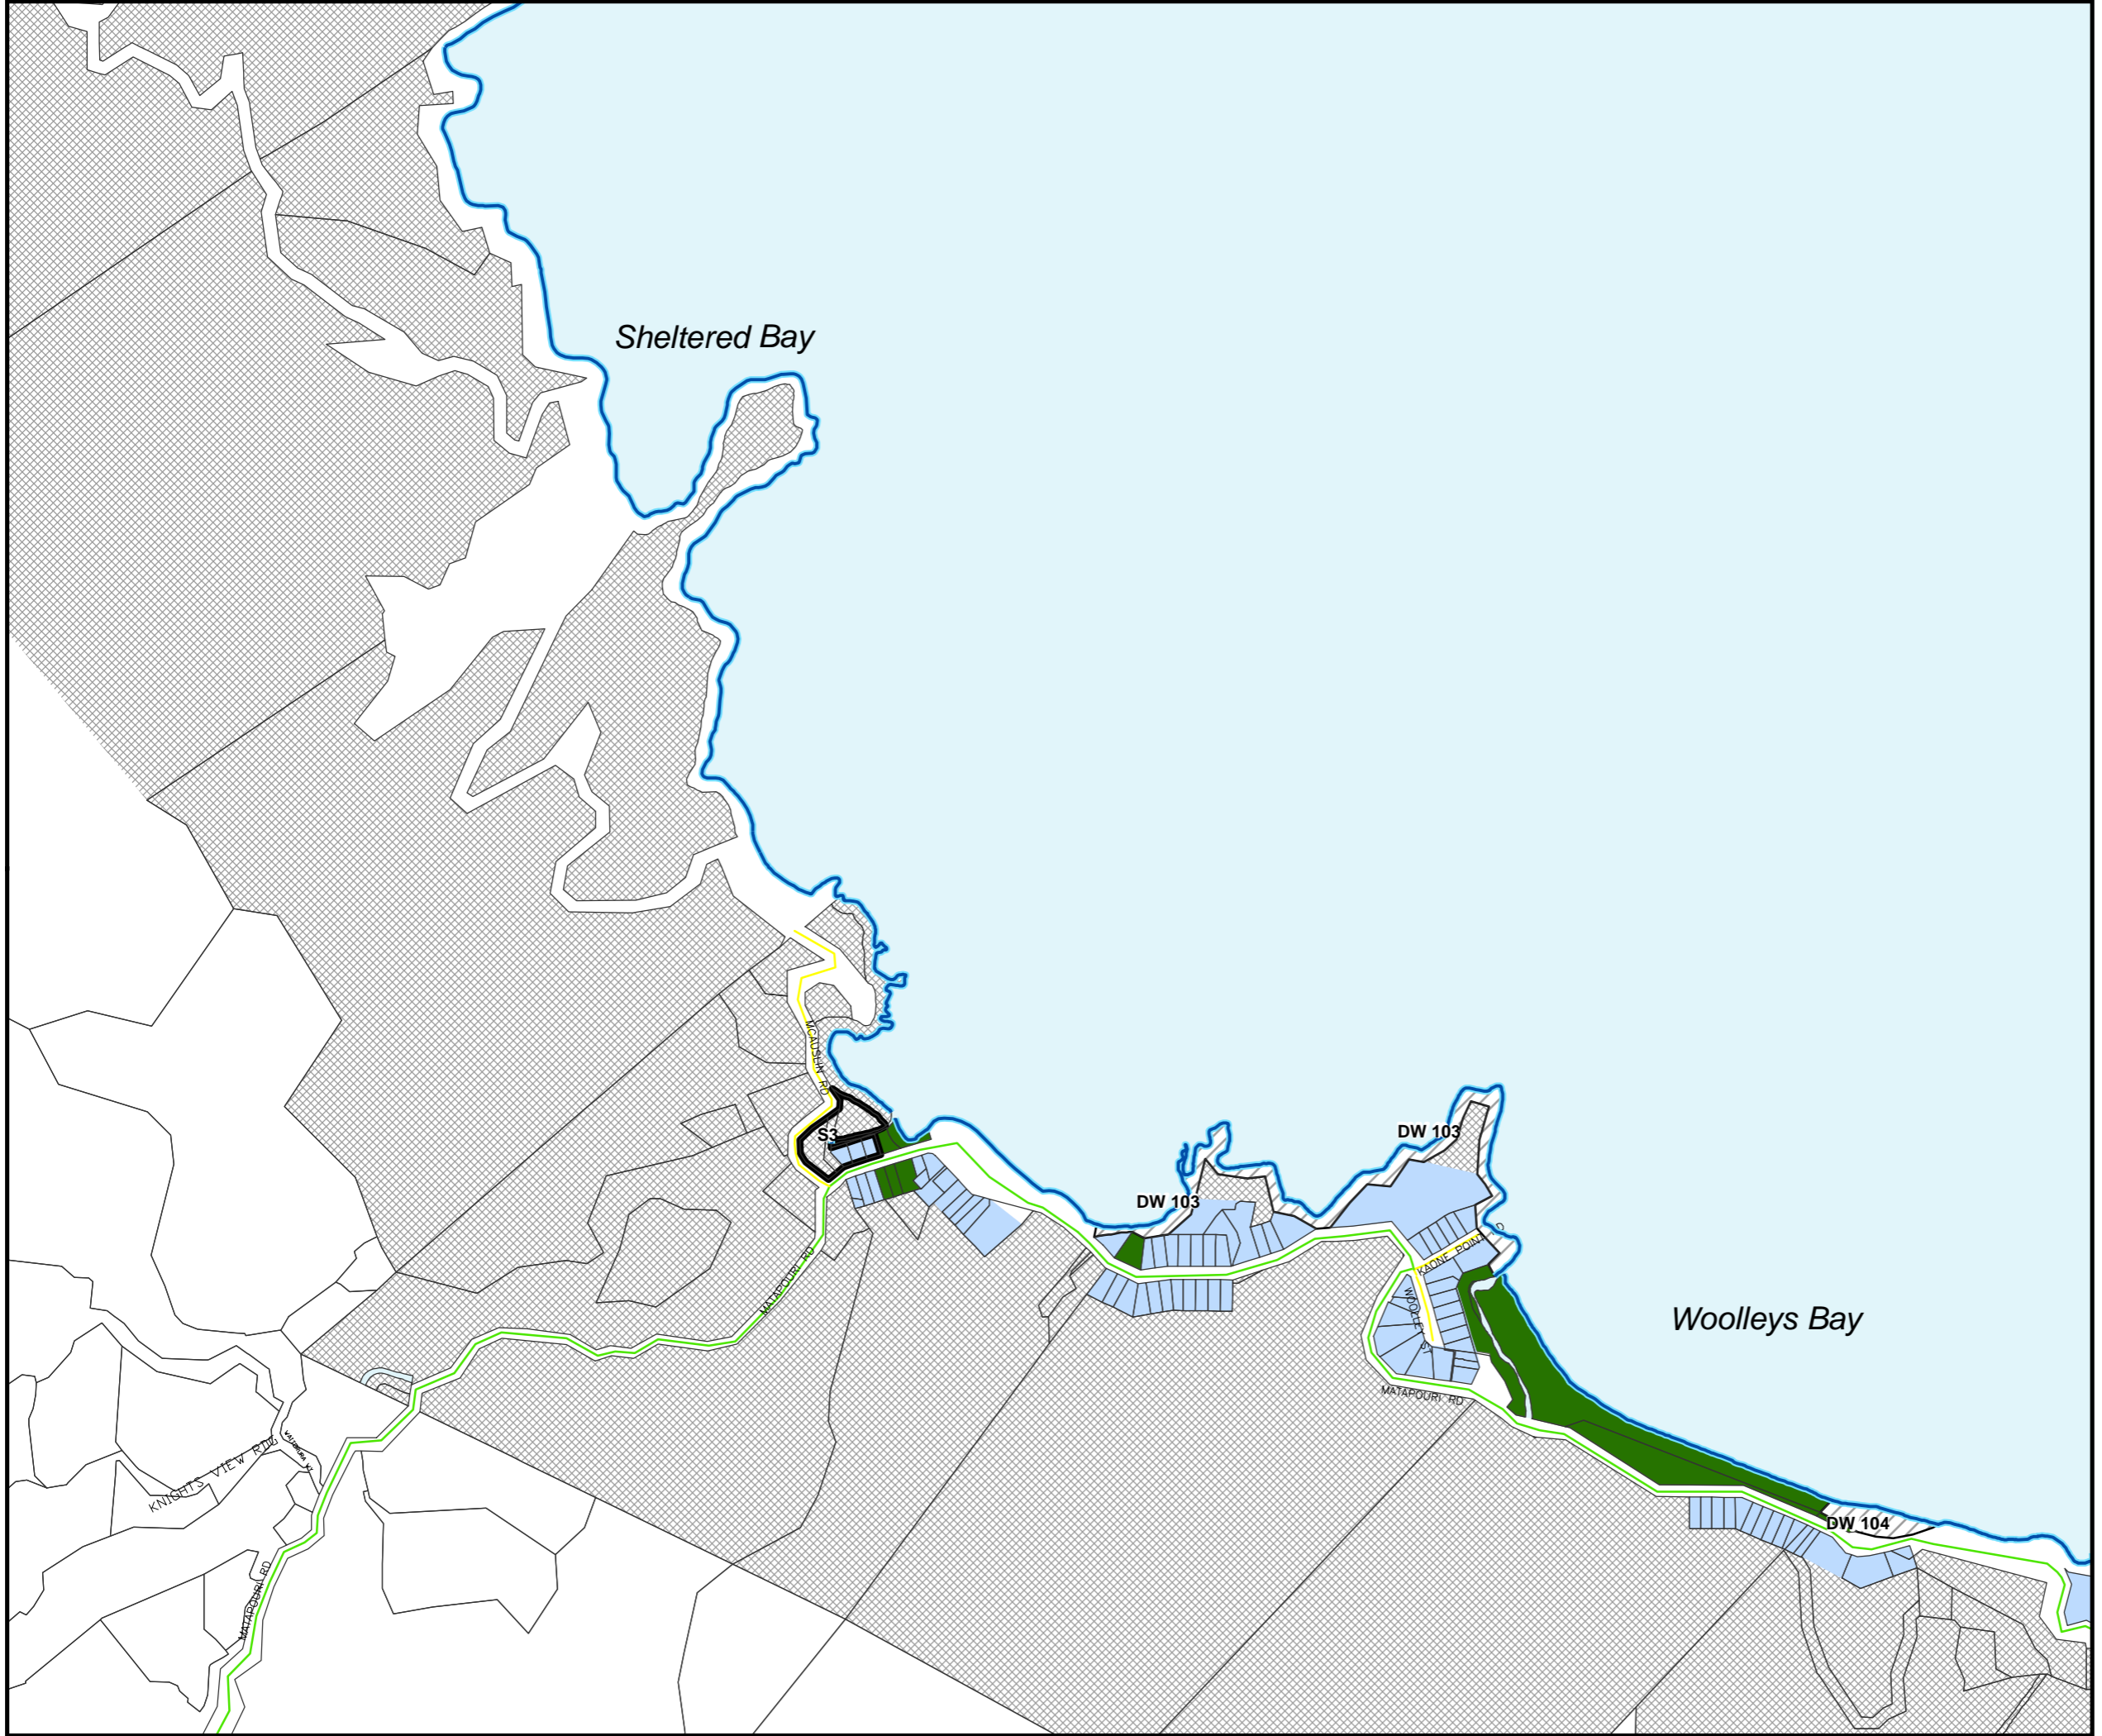 Sheltered Bay
MCAUSLIN RD
S3
DW 103
DW 103
KAONE POINT
D
WOOLLEY ST
Woolleys Bay
MATAPOURI RD
MATAPOURI RD
KNIGHTS VIEW RDG
DW 104
MATAPOURI RD